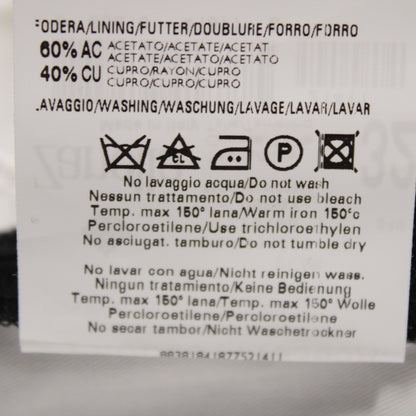 FODERA/LINING/FUTTER/DOUBLURE/FORRO/FORRO
60% AC ACETATO/ACETATE/ACETAT
ACETATO/ACETATE/ACETATO
40% CU CUPRO/RAYON/CUPRO
CUPRO/CUPRO/CUPRO
LAVAGGIO/WASHING/WASCHUNG/LAVAGE/LAVAR/LAVAR
CL P
No lavaggio acqua/Do not wash
Nessun trattamento/Do not use bleach
Temp. max 150° lana/Warm iron 150°c
Percloroetilene/Use trichloroethylen
No asciugat. tamburo/Do not tumble dry
No lavar con agua/Nicht reinigen wass.
Ningun tratamiento/Keine Bedienung
Temp. max 150° lana/Temp. max 150° Wolle
Percloroetileno/Percloroetilene
No secar tambor/Nicht Waschetrockner